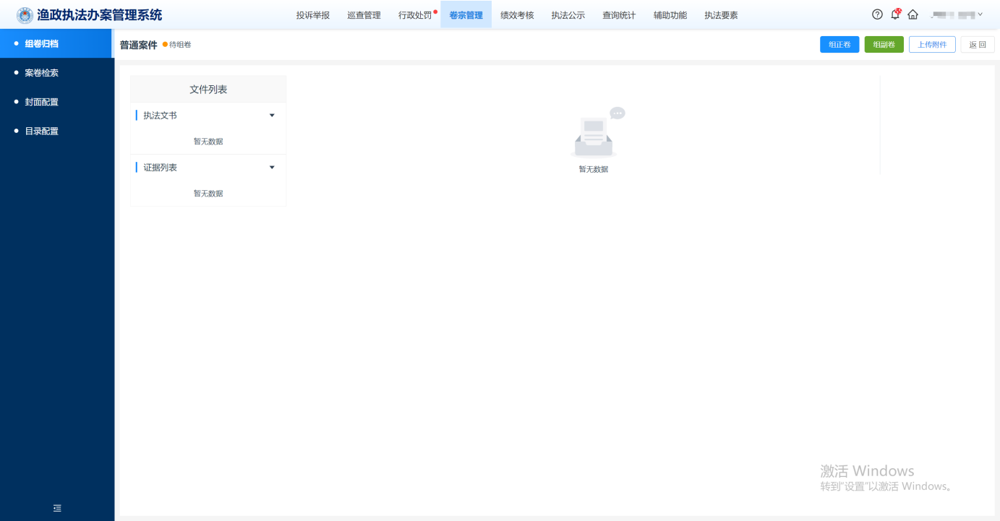 渔政执法办案管理系统
投诉举报 巡查管理 行政处罚 卷宗管理 绩效考核 执法公示 查询统计 辅助功能 执法要素
组卷归档
案卷检索
封面配置
目录配置
普通案件 待组卷
组正卷 组副卷 上传附件 返回
文件列表
执法文书
暂无数据
证据列表
暂无数据
暂无数据
激活 Windows
转到"设置"以激活 Windows。